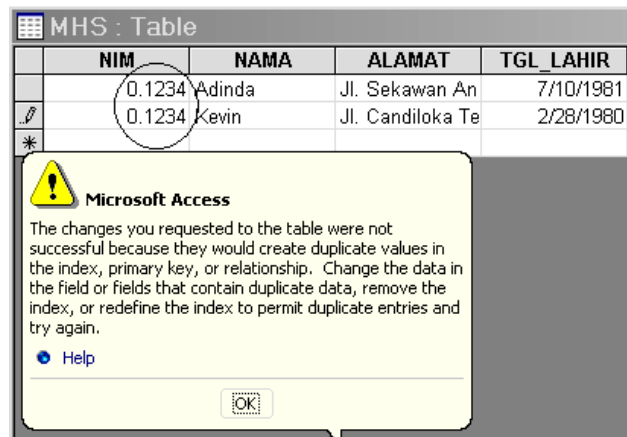 MHS : Table
NIM NAMA ALAMAT TGL_LAHIR
0.1234 Adinda Jl. Sekawan An 7/10/1981
0.1234 Kevin Jl. Candiloka Te 2/28/1980
Microsoft Access
The changes you requested to the table were not
successful because they would create duplicate values in
the index, primary key, or relationship. Change the data in
the field or fields that contain duplicate data, remove the
index, or redefine the index to permit duplicate entries and
try again.
Help
OK